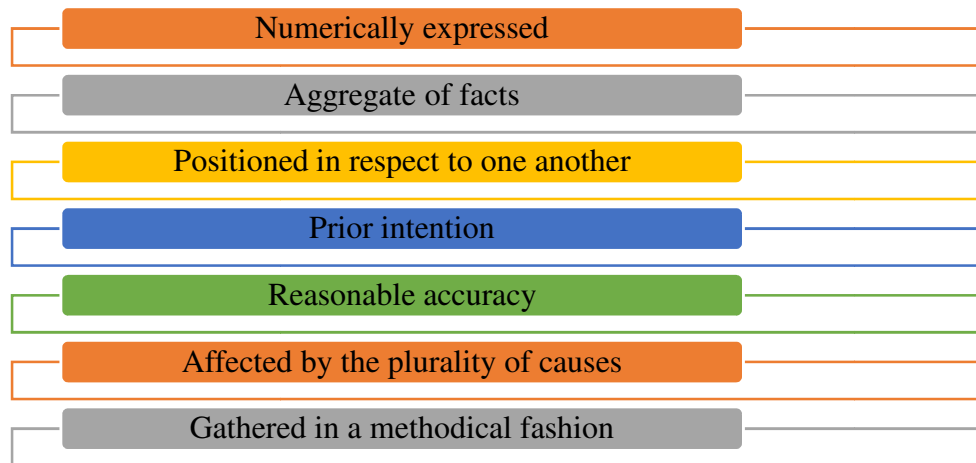 Numerically expressed
Aggregate of facts
Positioned in respect to one another
Prior intention
Reasonable accuracy
Affected by the plurality of causes
Gathered in a methodical fashion